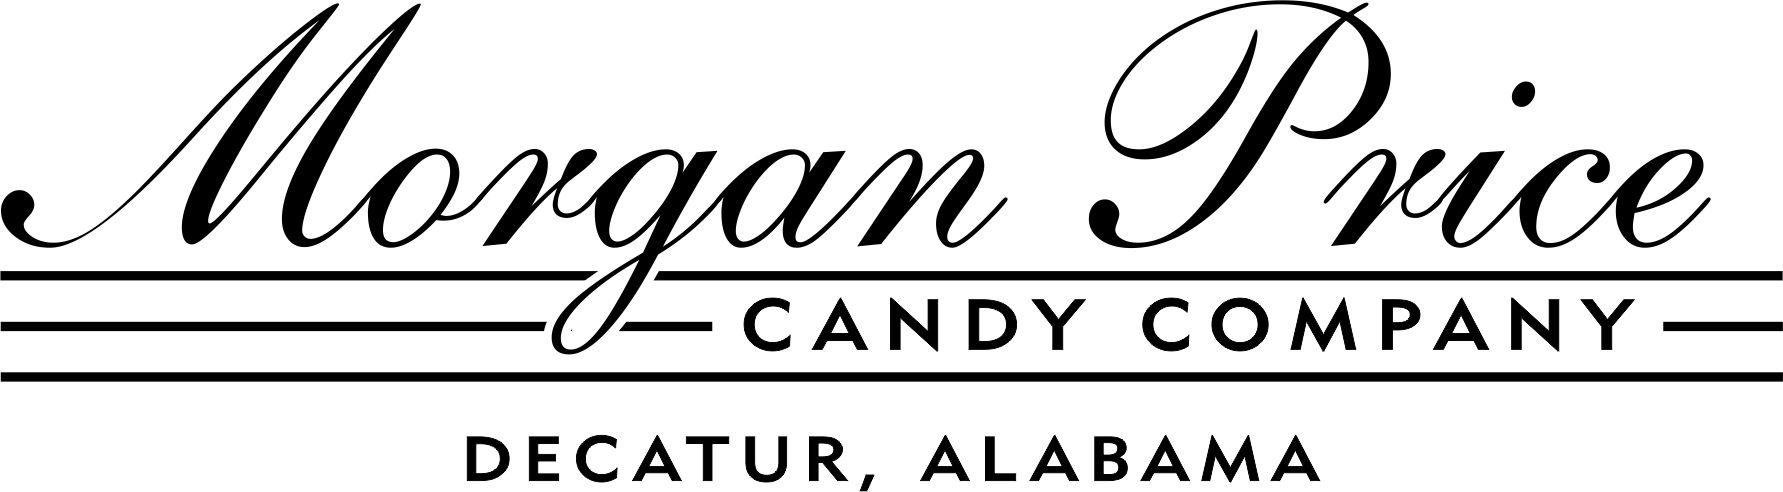 Morgan Price
CANDY COMPANY
DECATUR, ALABAMA